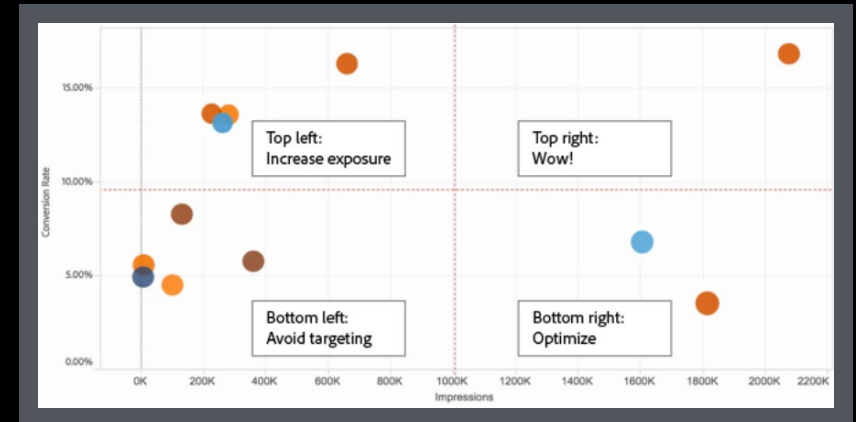 15.00%
10.00%
5.00%
0.00%
Conversion Rate
Top left:
Increase exposure
Top right:
Wow!
Bottom left:
Avoid targeting
Bottom right:
Optimize
0K 200K 400K 600K 800K 1000K 1200K 1400K 1600K 1800K 2000K 2200K
Impressions